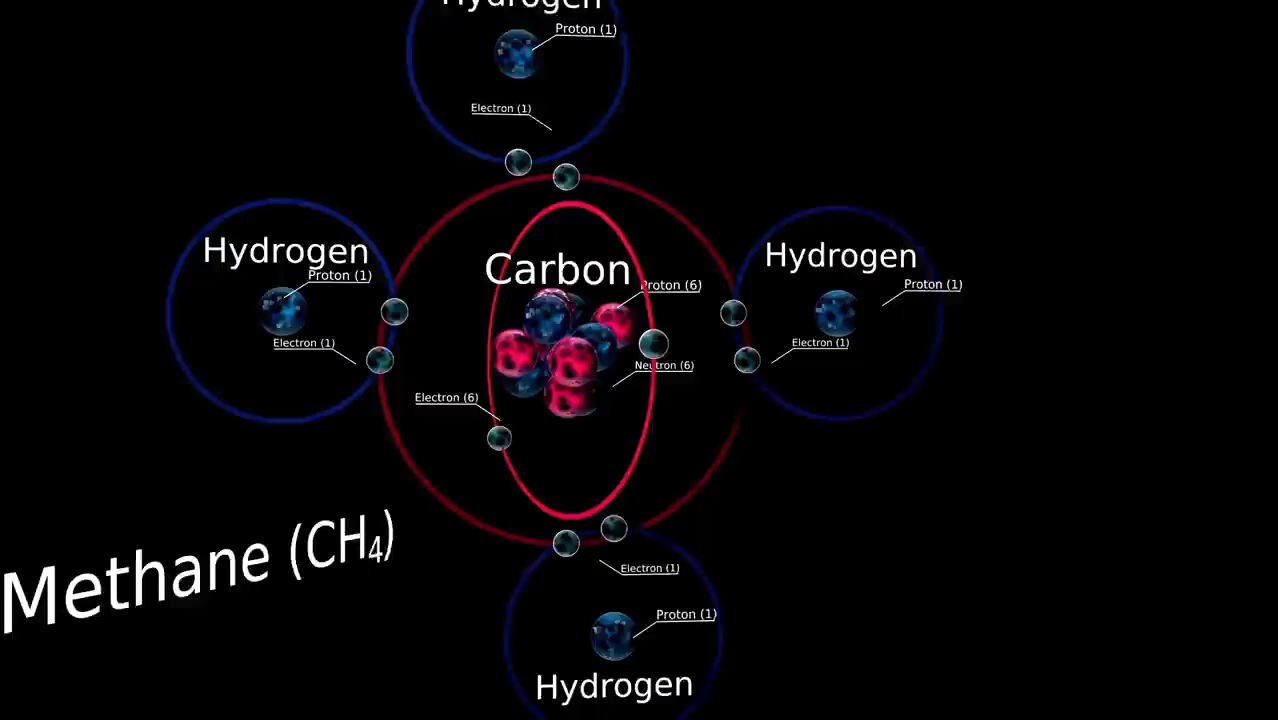 Hydrogen
Proton (1)
Electron (1)
Hydrogen
Proton (1)
Electron (1)
Carbon
Proton (6)
Neutron (6)
Electron (6)
Hydrogen
Proton (1)
Electron (1)
Methane (CH₄)
Electron (1)
Proton (1)
Hydrogen